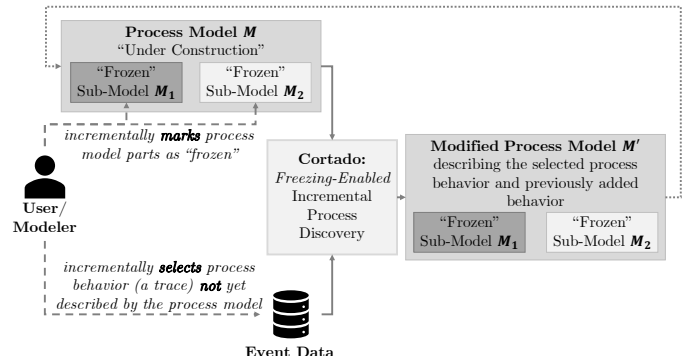 Process Model M
“Under Construction”
“Frozen”
Sub-Model M1
“Frozen”
Sub-Model M2
incrementally marks process
model parts as “frozen”
User/
Modeler
Cortado:
Freezing-Enabled
Incremental
Process
Discovery
Modified Process Model M′
describing the selected process
behavior and previously added
behavior
“Frozen”
Sub-Model M1
“Frozen”
Sub-Model M2
incrementally selects process
behavior (a trace) not yet
described by the process model
Event Data